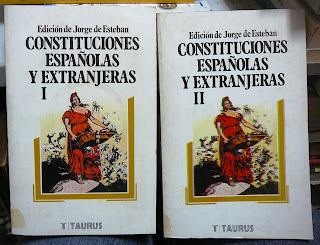 Edición de Jorge de Esteban
CONSTITUCIONES
ESPAÑOLAS
Y EXTRANJERAS
I
T TAURUS
Edición de Jorge de Esteban
CONSTITUCIONES
ESPAÑOLAS
Y EXTRANJERAS
II
T TAURUS